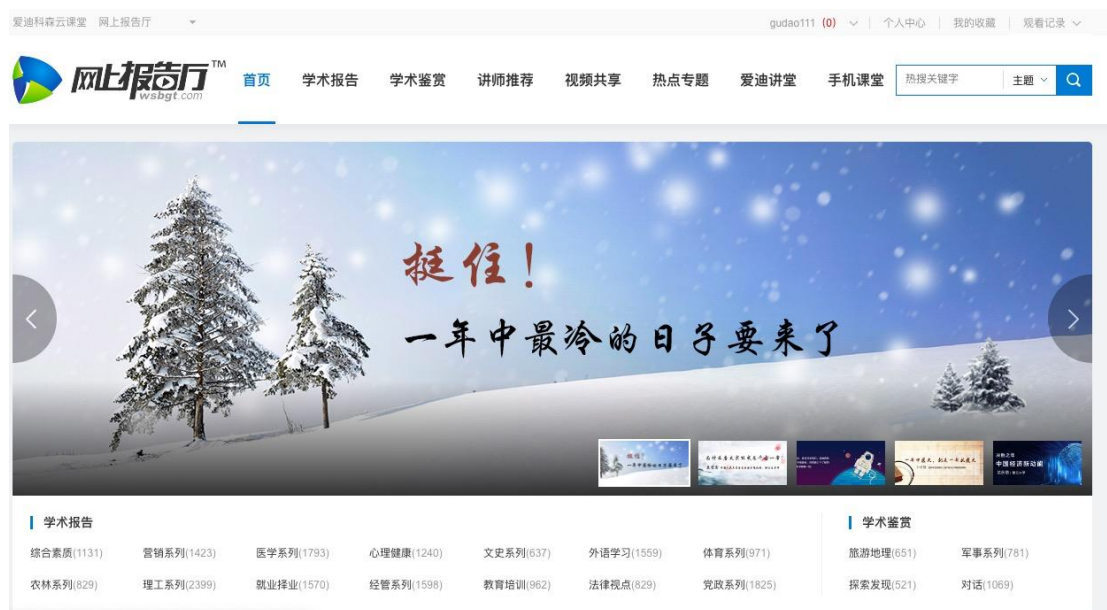 爱迪科森云课堂 网上报告厅
gudao111 (0) 个人中心 我的收藏 观看记录
网上报告厅™
wsbgt.com
首页 学术报告 学术鉴赏 讲师推荐 视频共享 热点专题 爱迪讲堂 手机课堂 热搜关键字 主题
挺住！
一年中最冷的日子要来了
中国经济新动能
学术报告 学术鉴赏
综合素质(1131) 营销系列(1423) 医学系列(1793) 心理健康(1240) 文史系列(637) 外语学习(1559) 体育系列(971) 旅游地理(651) 军事系列(781)
农林系列(829) 理工系列(2399) 就业择业(1570) 经管系列(1598) 教育培训(962) 法律视点(829) 党政系列(1825) 探索发现(521) 对话(1069)